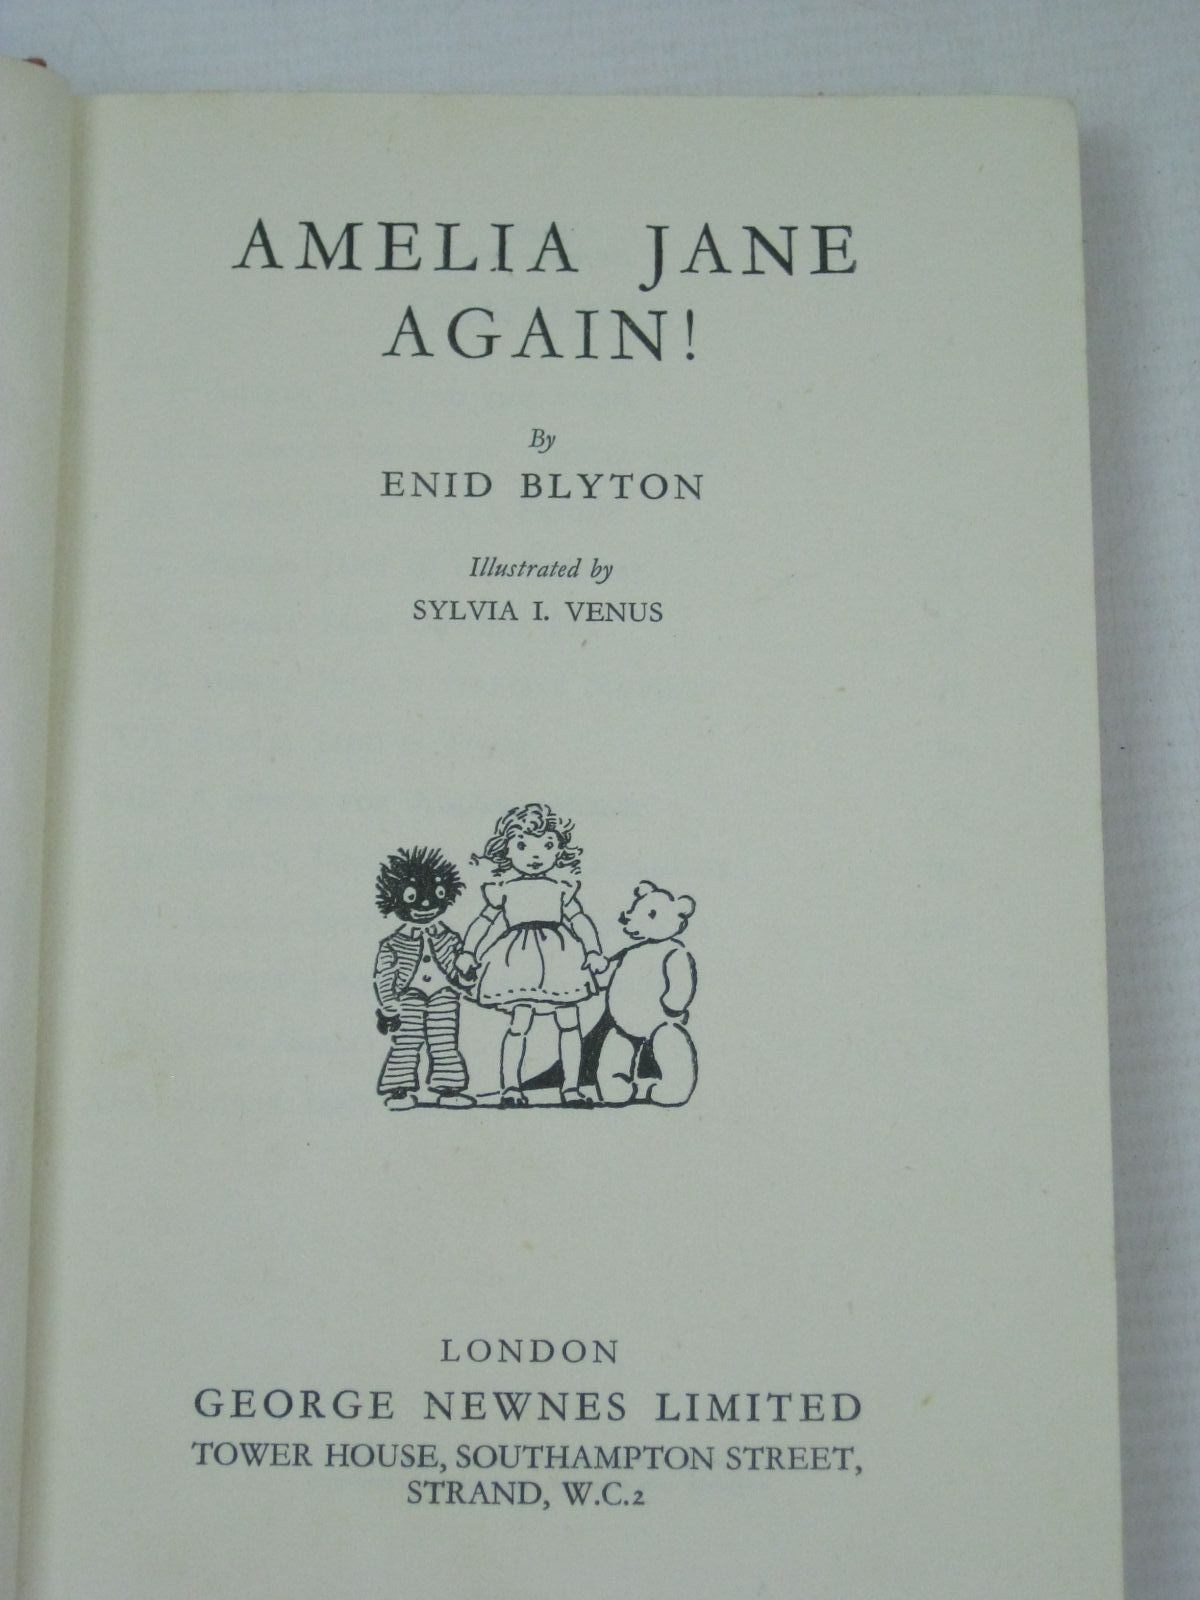 AMELIA JANE
AGAIN!
By
ENID BLYTON
Illustrated by
SYLVIA I. VENUS
LONDON
GEORGE NEWNES LIMITED
TOWER HOUSE, SOUTHAMPTON STREET,
STRAND, W.C.2